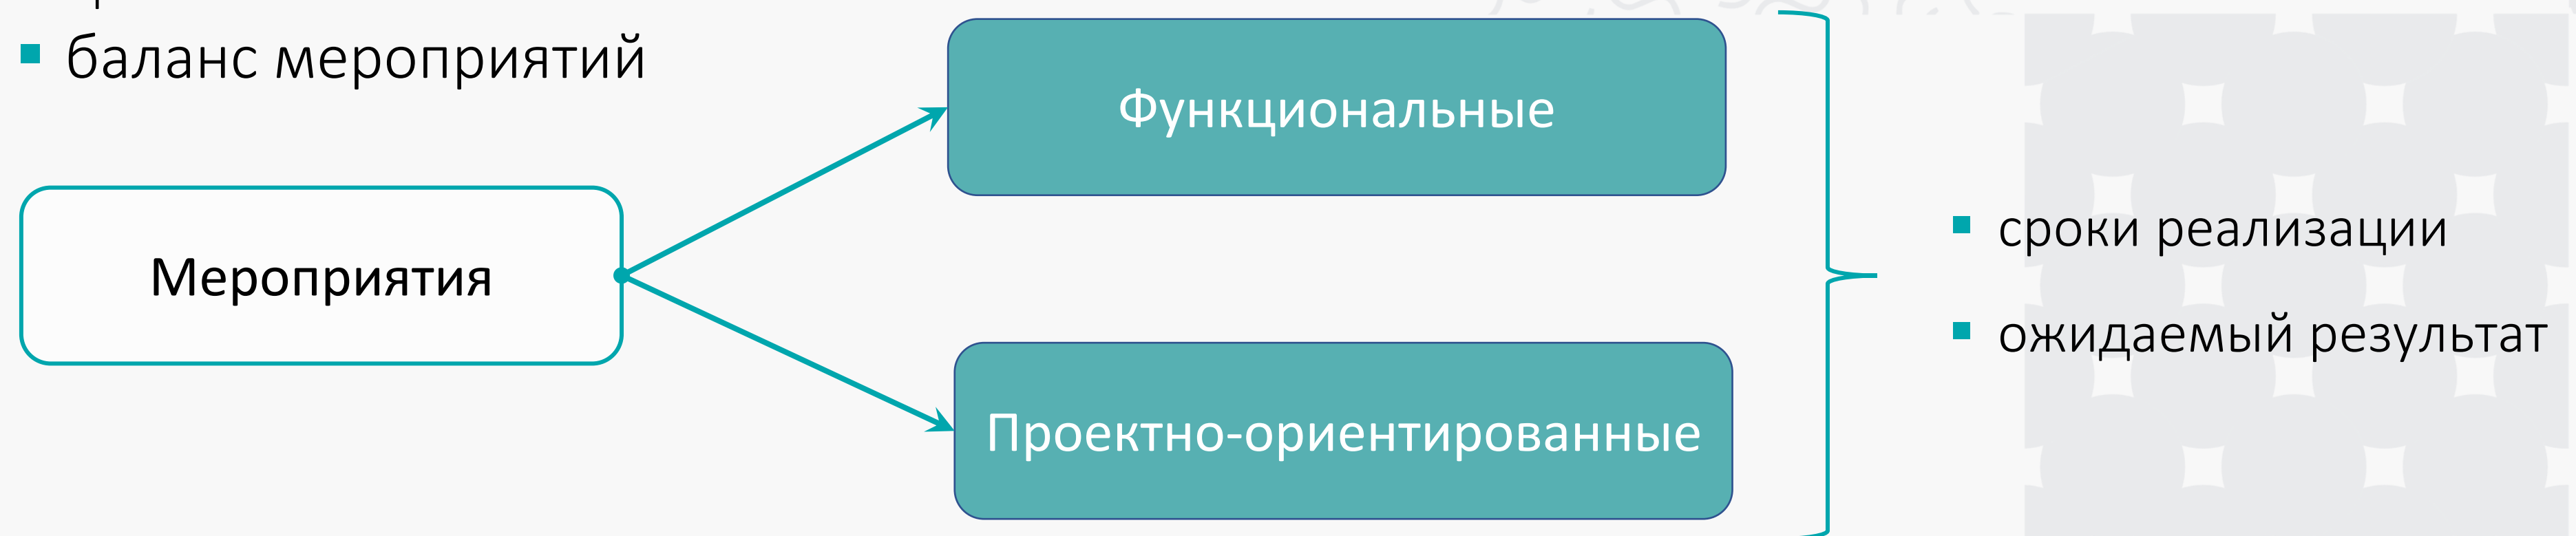 баланс мероприятий
Функциональные
Мероприятия
сроки реализации
ожидаемый результат
Проектно-ориентированные